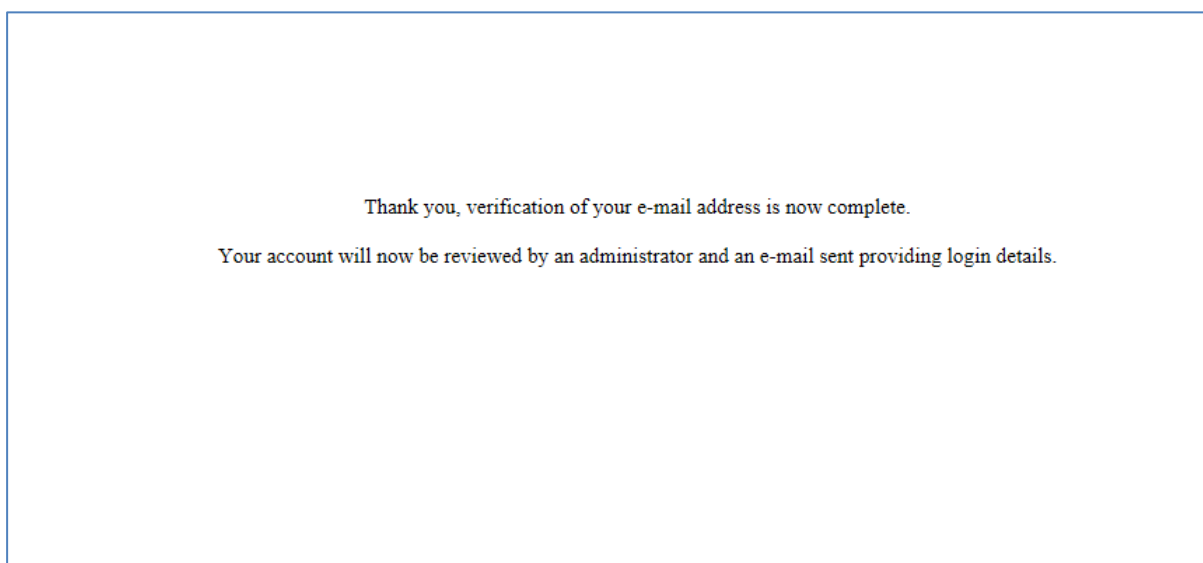 Thank you, verification of your e-mail address is now complete.
Your account will now be reviewed by an administrator and an e-mail sent providing login details.